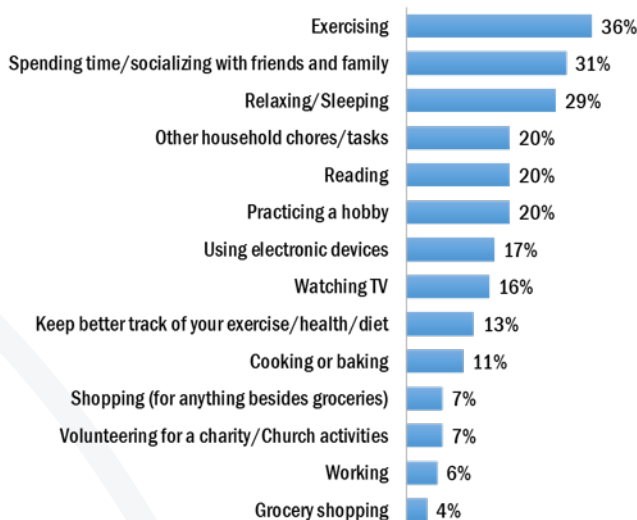 Exercising 36%
Spending time/socializing with friends and family 31%
Relaxing/Sleeping 29%
Other household chores/tasks 20%
Reading 20%
Practicing a hobby 20%
Using electronic devices 17%
Watching TV 16%
Keep better track of your exercise/health/diet 13%
Cooking or baking 11%
Shopping (for anything besides groceries) 7%
Volunteering for a charity/Church activities 7%
Working 6%
Grocery shopping 4%